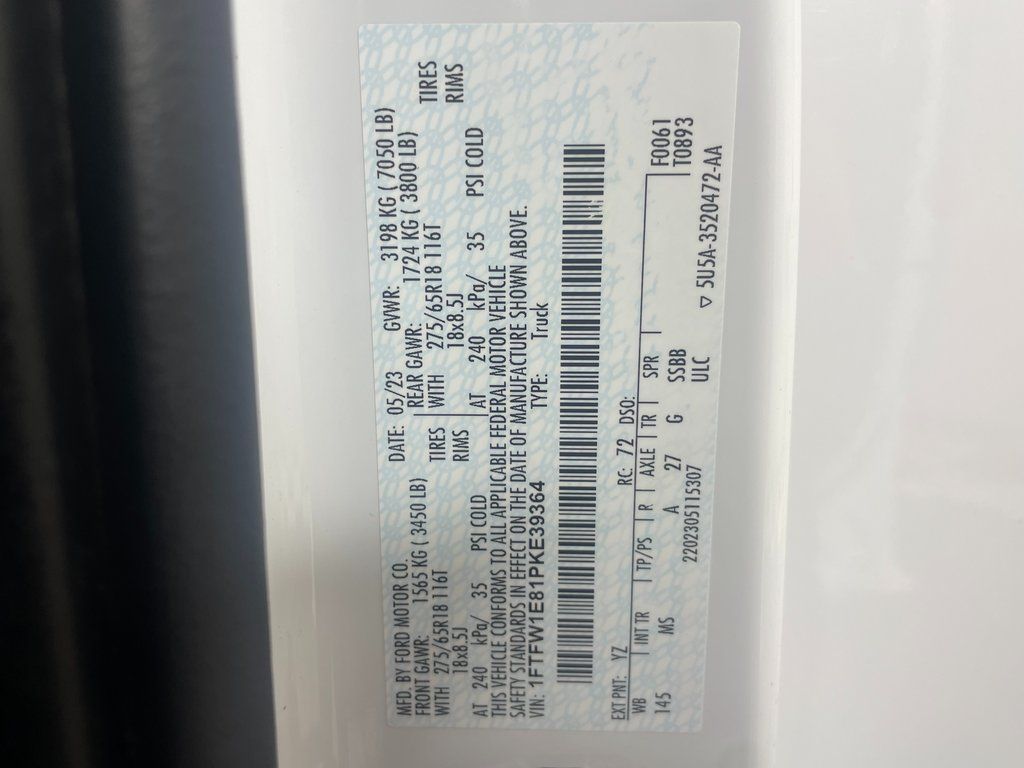 MFD. BY FORD MOTOR CO. DATE: 05/23 GVWR: 3198 KG ( 7050 LB)
FRONT GAWR: 1565 KG ( 3450 LB) REAR GAWR: 1724 KG ( 3800 LB)
WITH 275/65R18 116T TIRES WITH 275/65R18 116T TIRES
18x8.5J RIMS 18x8.5J RIMS
AT 240 kPa/ 35 PSI COLD AT 240 kPa/ 35 PSI COLD
THIS VEHICLE CONFORMS TO ALL APPLICABLE FEDERAL MOTOR VEHICLE
SAFETY STANDARDS IN EFFECT ON THE DATE OF MANUFACTURE SHOWN ABOVE.
VIN: 1FTFW1E81PKE39364 TYPE: Truck
EXT PNT: YZ RC: 72 DSO:
WB INT TR TP/PS R AXLE TR SPR F0061
145 MS A 27 G SSBB T0893
2202305115307 ULC
▽ 5U5A-3520472-AA